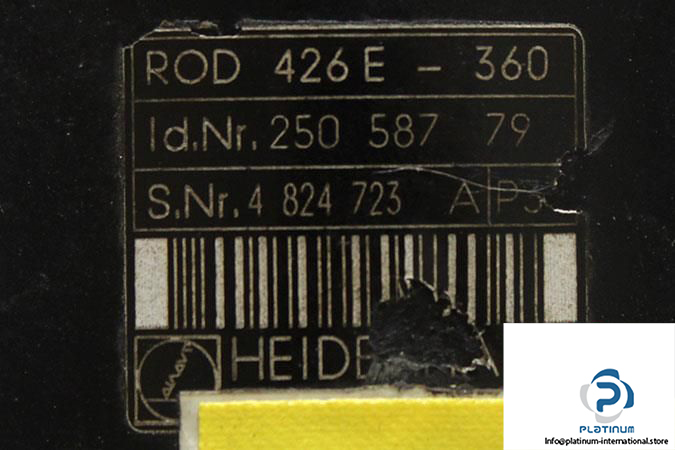 ROD 426 E - 360
Id.Nr. 250 587 79
S.Nr. 4 824 723 A
HEIDE
PLATINUM
Info@platinum-international.store